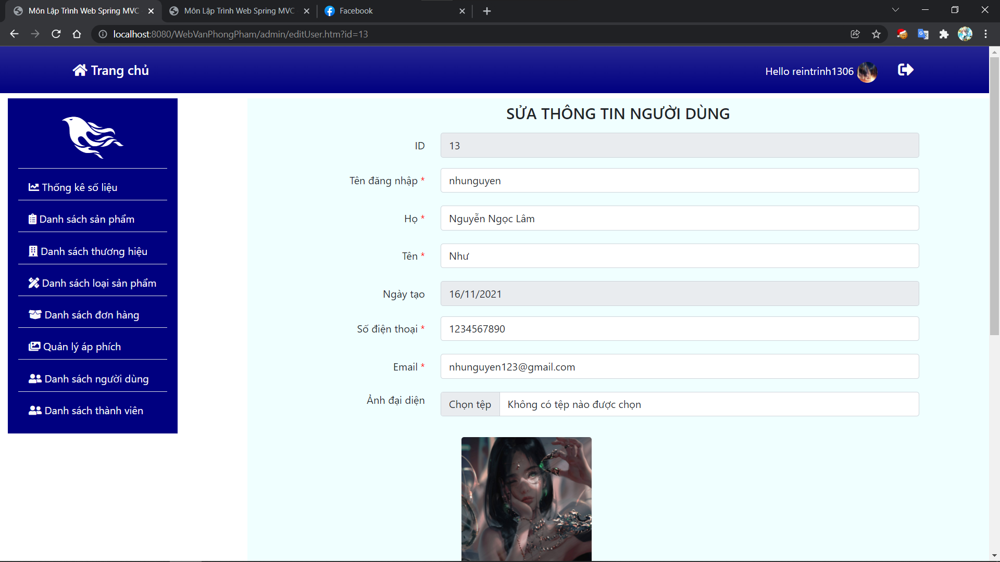 Môn Lập Trình Web Spring MVC
Môn Lập Trình Web Spring MVC
Facebook
localhost:8080/WebVanPhongPham/admin/editUser.htm?id=13
Trang chủ
Hello reintrinh1306
Thống kê số liệu
Danh sách sản phẩm
Danh sách thương hiệu
Danh sách loại sản phẩm
Danh sách đơn hàng
Quản lý áp phích
Danh sách người dùng
Danh sách thành viên
SỬA THÔNG TIN NGƯỜI DÙNG
ID 13
Tên đăng nhập * nhunguyen
Họ * Nguyễn Ngọc Lâm
Tên * Như
Ngày tạo 16/11/2021
Số điện thoại * 1234567890
Email * nhunguyen123@gmail.com
Ảnh đại diện Chọn tệp Không có tệp nào được chọn